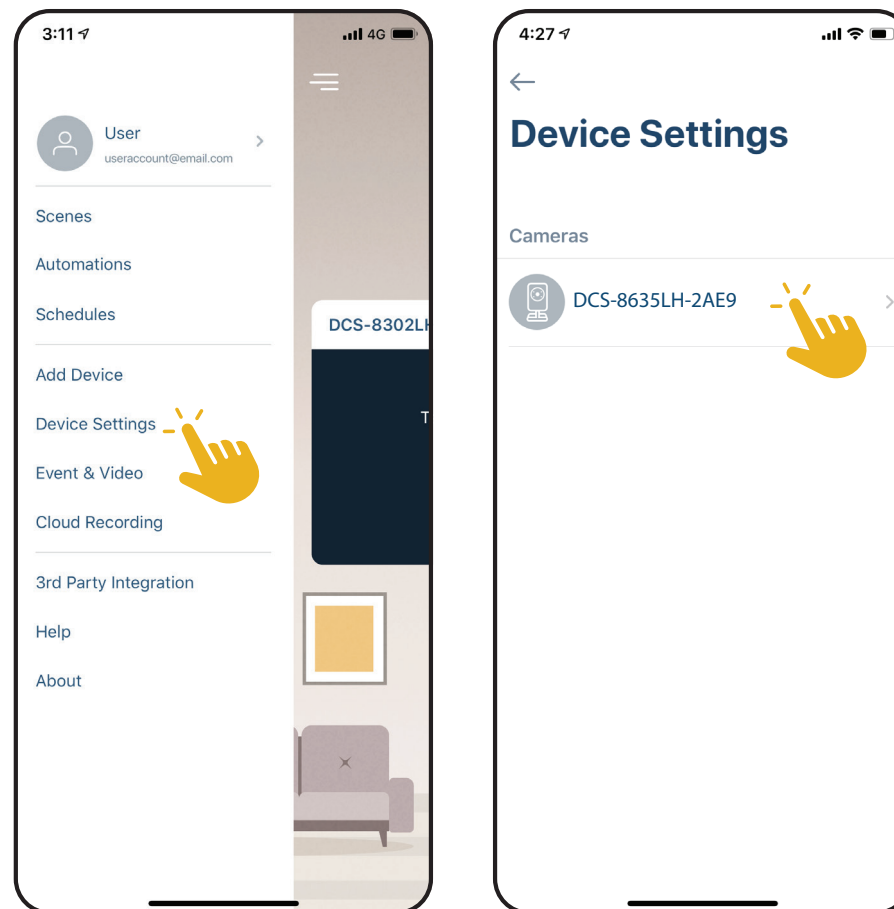 3:11
4G
User
useraccount@email.com
Scenes
Automations
Schedules
Add Device
Device Settings
Event & Video
Cloud Recording
3rd Party Integration
Help
About
DCS-8302LH
T
4:27
Device Settings
Cameras
DCS-8635LH-2AE9